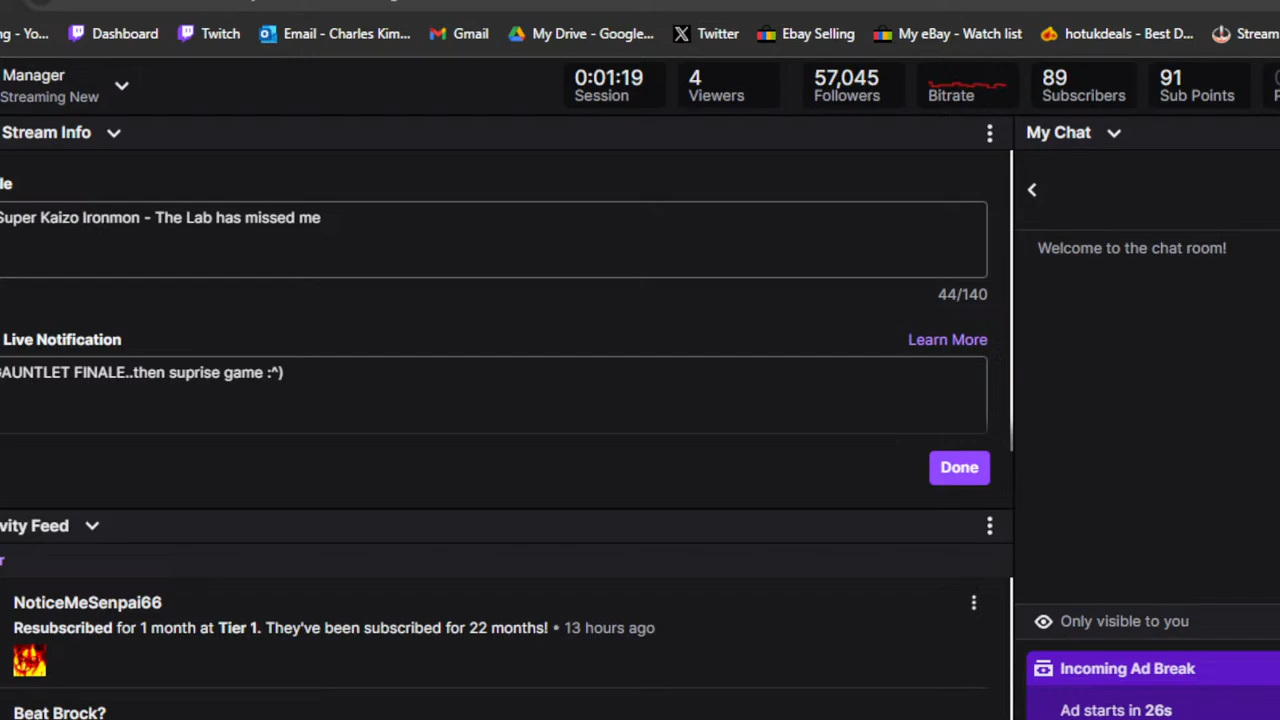 ng - Yo... Dashboard Twitch Email - Charles Kim... Gmail My Drive - Google... Twitter Ebay Selling My eBay - Watch list hotukdeals - Best D... Stream
Manager
Streaming New
0:01:19
Session
4
Viewers
57,045
Followers
Bitrate
89
Subscribers
91
Sub Points
Stream Info
le
Super Kaizo Ironmon - The Lab has missed me
44/140
Live Notification
Learn More
GAUNTLET FINALE..then suprise game :^)
Done
vity Feed
r
NoticeMeSenpai66
Resubscribed for 1 month at Tier 1. They've been subscribed for 22 months! • 13 hours ago
Beat Brock?
My Chat
Welcome to the chat room!
Only visible to you
Incoming Ad Break
Ad starts in 26s